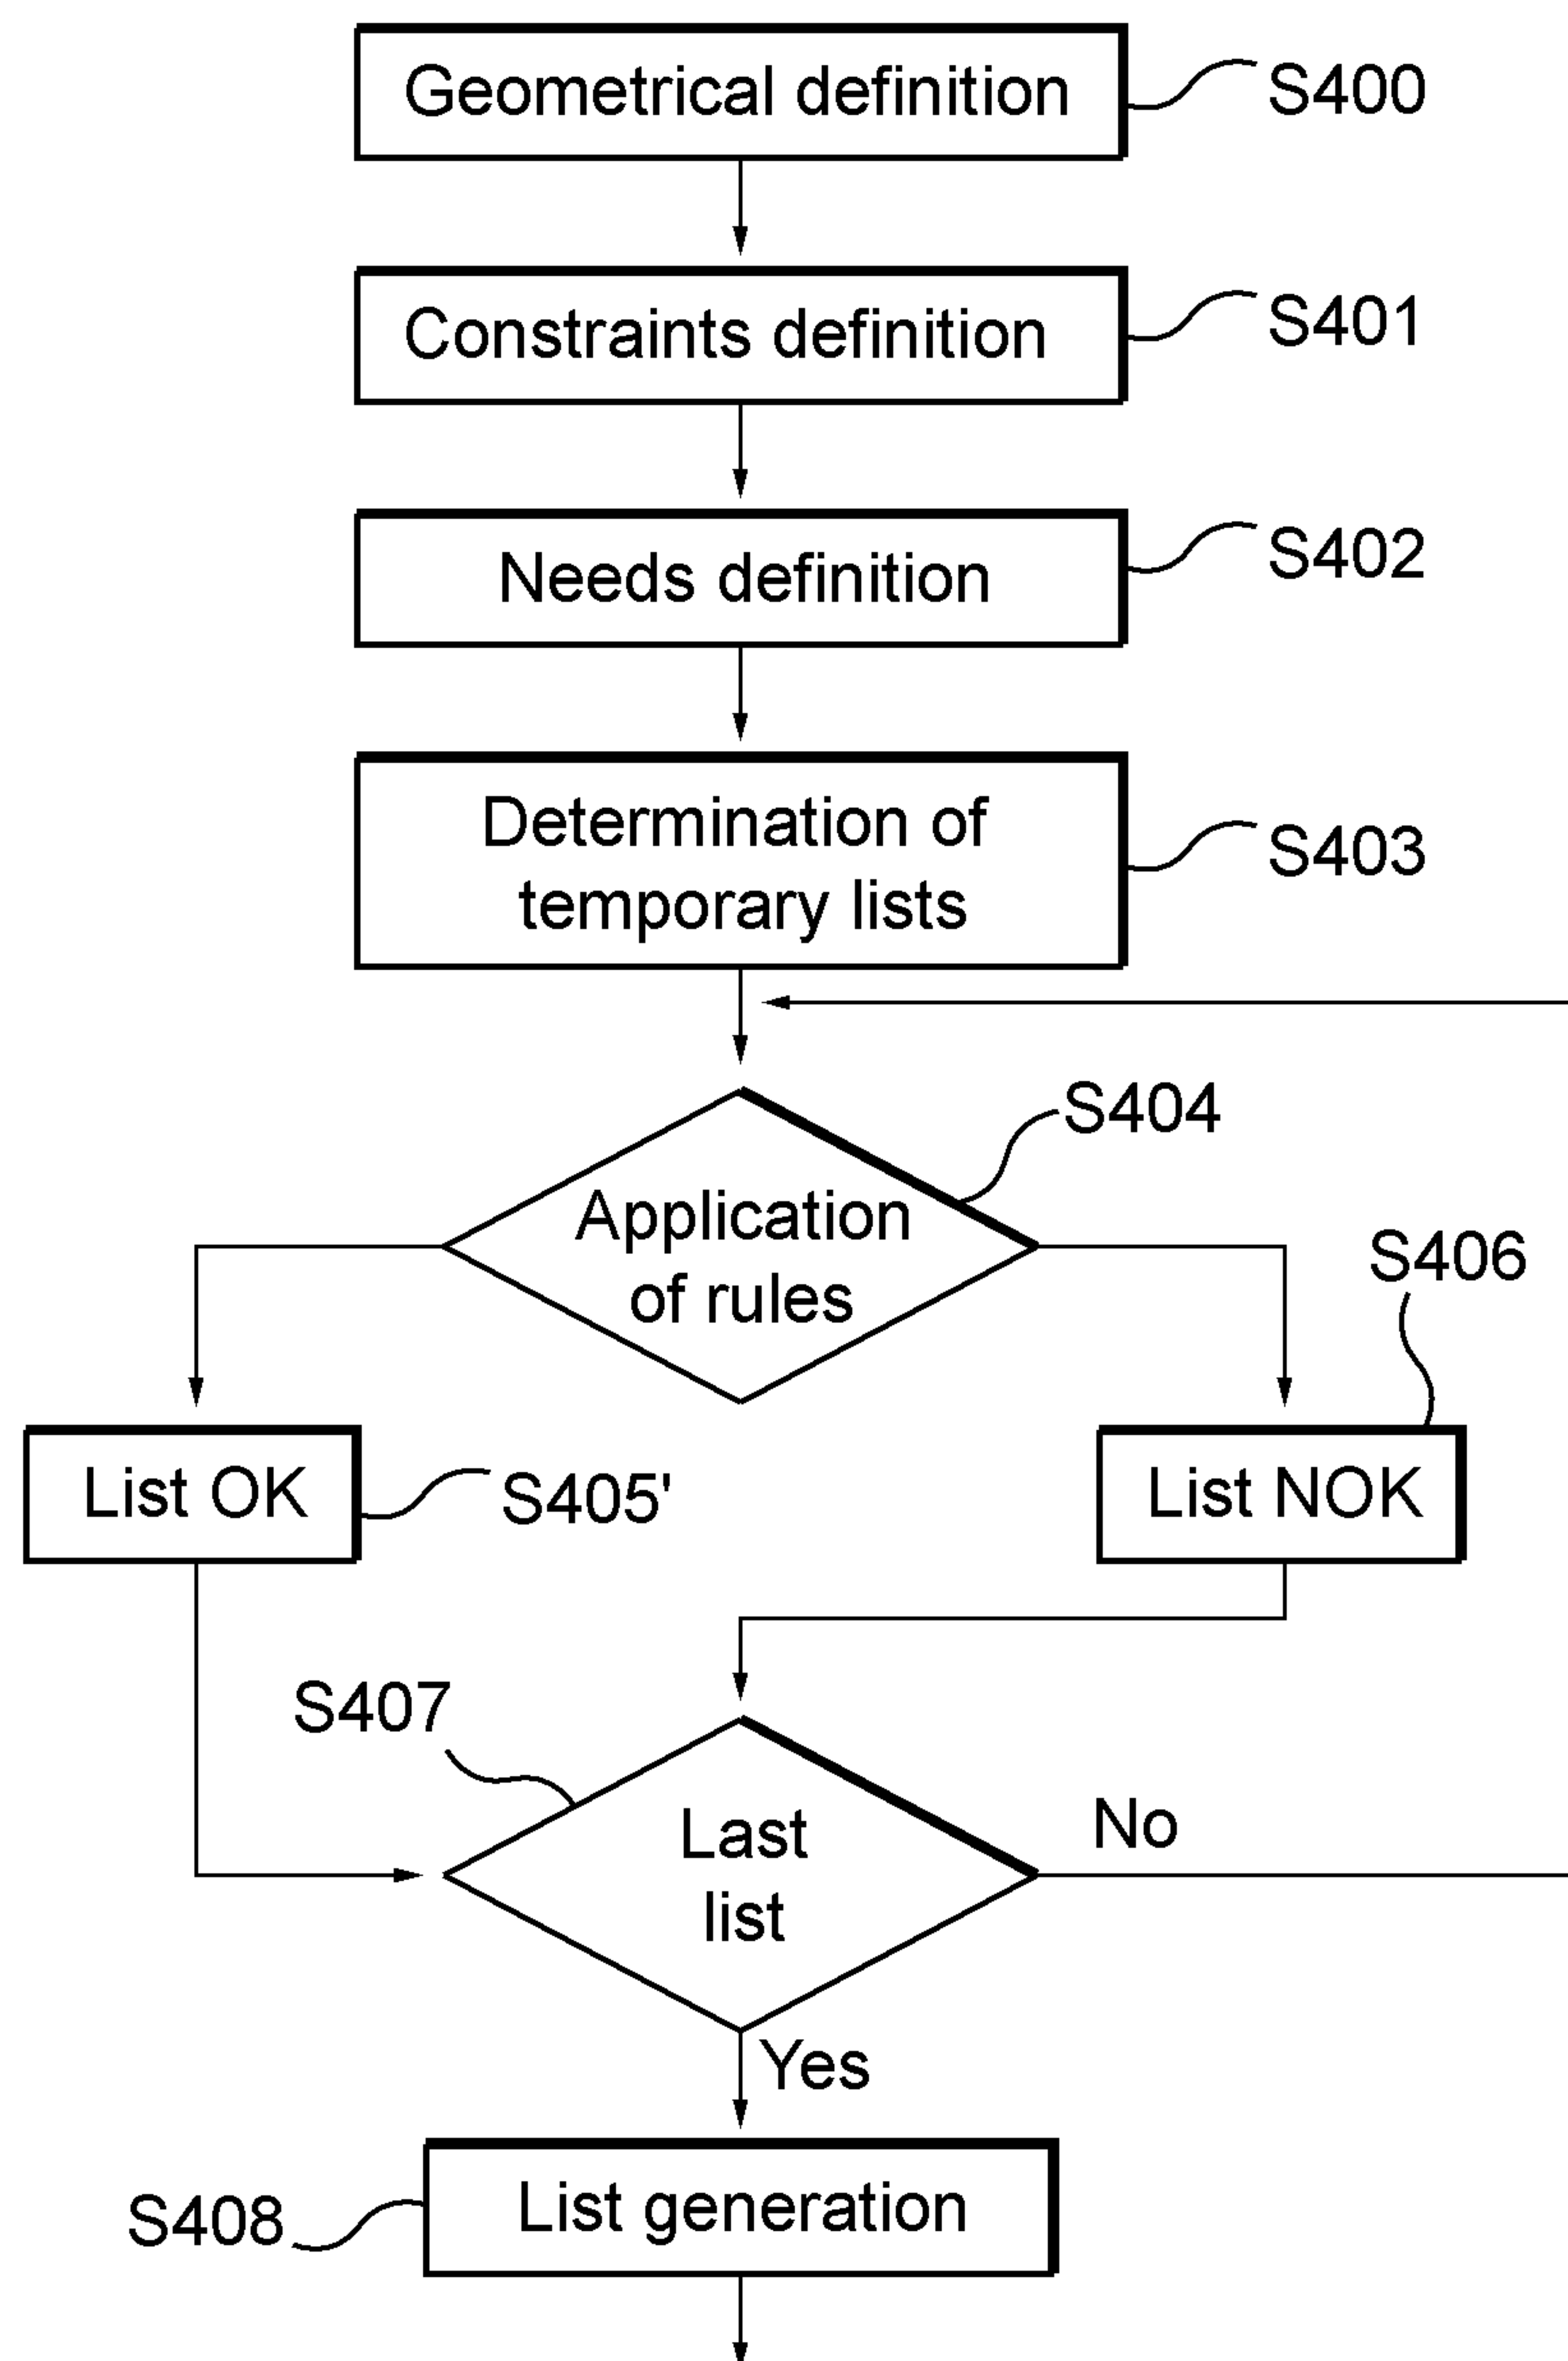 Geometrical definition
S400
Constraints definition
S401
Needs definition
S402
Determination of
temporary lists
S403
S404
Application
of rules
S406
List OK
S405'
List NOK
S407
Last
list
No
Yes
List generation
S408